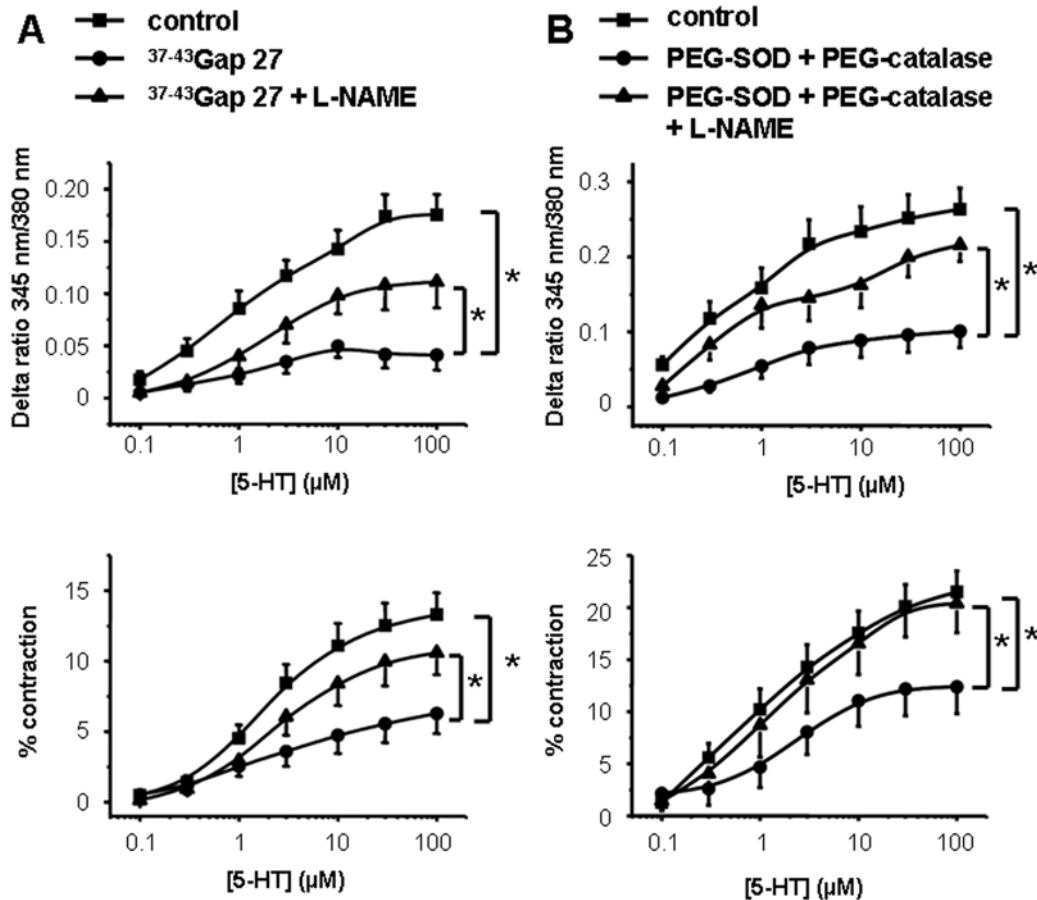 A
control
³⁷⁻⁴³Gap 27
³⁷⁻⁴³Gap 27 + L-NAME
Delta ratio 345 nm/380 nm
0.20
0.15
0.10
0.05
0
0.1
1
10
100
[5-HT] (µM)
*
*
% contraction
15
10
5
0
0.1
1
10
100
[5-HT] (µM)
*
*
B
control
PEG-SOD + PEG-catalase
PEG-SOD + PEG-catalase
+ L-NAME
Delta ratio 345 nm/380 nm
0.3
0.2
0.1
0
0.1
1
10
100
[5-HT] (µM)
*
*
% contraction
25
20
15
10
5
0
0.1
1
10
100
[5-HT] (µM)
*
*